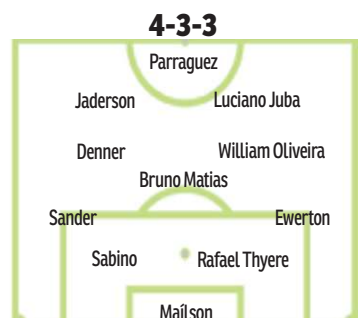 4-3-3
Parraguez
Jaderson Luciano Juba
Denner William Oliveira
Bruno Matias
Sander Ewerton
Sabino Rafael Thyere
Maílson